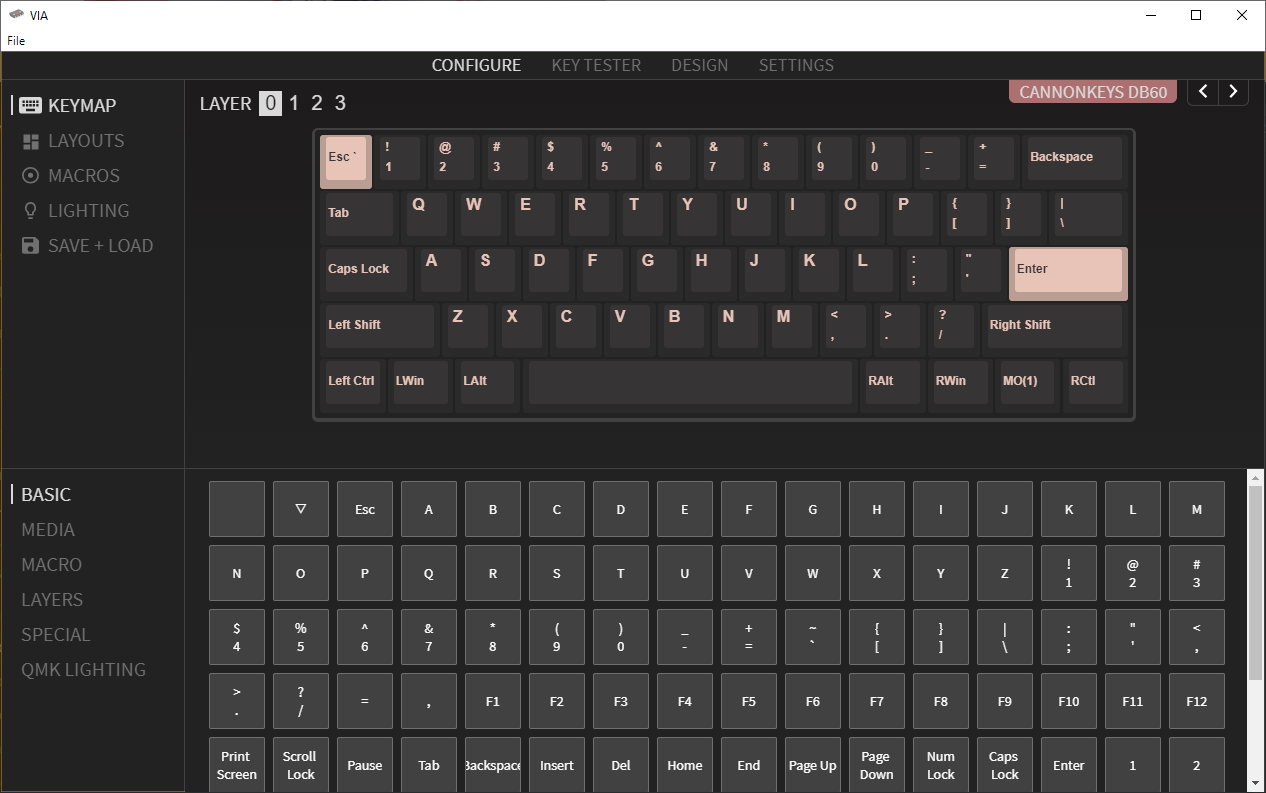 VIA
File
CONFIGURE KEY TESTER DESIGN SETTINGS
KEYMAP
LAYOUTS
MACROS
LIGHTING
SAVE + LOAD
LAYER 0 1 2 3
CANNONKEYS DB60
Esc ` ! @ # $ % ^ & * ( ) _ + Backspace
1 2 3 4 5 6 7 8 9 0 - =
Tab Q W E R T Y U I O P { } |
[ ] \
Caps Lock A S D F G H J K L : " Enter
; '
Left Shift Z X C V B N M < > ? Right Shift
, . /
Left Ctrl LWin LAlt RAlt RWin MO(1) RCtl
BASIC
MEDIA
MACRO
LAYERS
SPECIAL
QMK LIGHTING
▽ Esc A B C D E F G H I J K L M
N O P Q R S T U V W X Y Z ! @ #
1 2 3
$ % ^ & * ( ) _ + ~ { } | : " <
4 5 6 7 8 9 0 - = ` [ ] \ ; ' ,
> ? = , F1 F2 F3 F4 F5 F6 F7 F8 F9 F10 F11 F12
. /
Print Scroll Pause Tab Backspace Insert Del Home End Page Up Page Num Caps Enter 1 2
Screen Lock Down Lock Lock